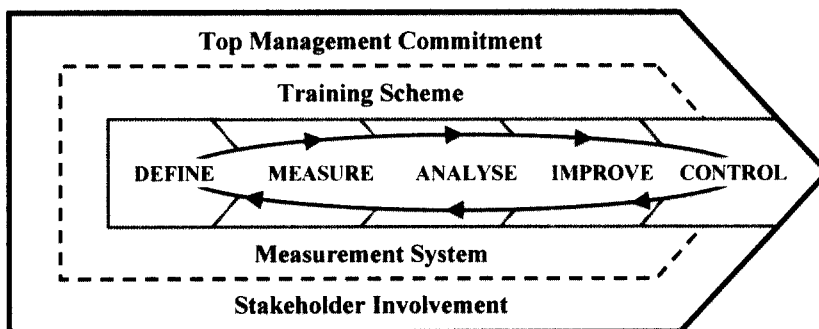 Top Management Commitment
Training Scheme
DEFINE MEASURE ANALYSE IMPROVE CONTROL
Measurement System
Stakeholder Involvement